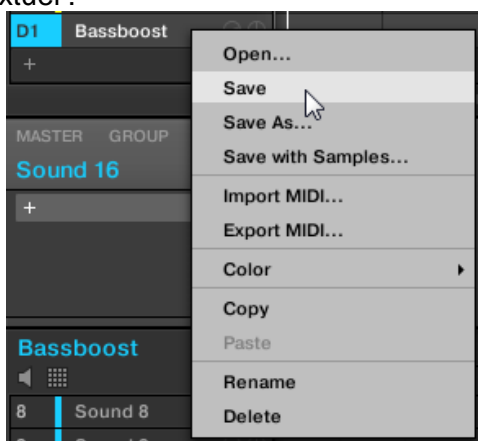 D1 Bassboost
+
Open...
Save
Save As...
Save with Samples...
Import MIDI...
Export MIDI...
Color
Copy
Paste
Rename
Delete
MASTER GROUP
Sound 16
+
Bassboost
8 Sound 8